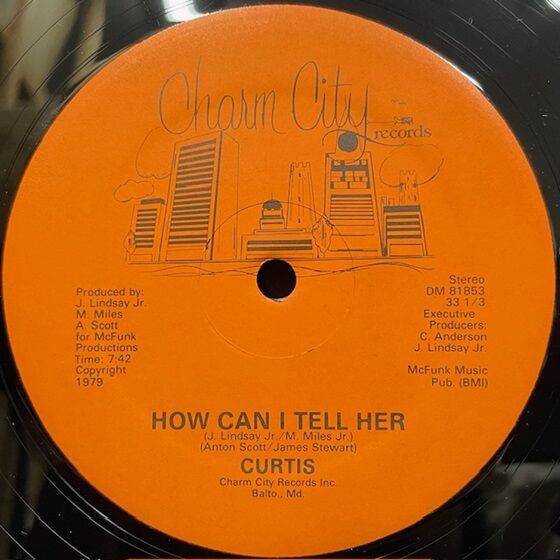 Charm City
records
Produced by:
J. Lindsay Jr.
M. Miles
A. Scott
for McFunk
Productions
Time: 7:42
Copyright
1979
Stereo
DM 81853
33 1/3
Executive
Producers:
C. Anderson
J. Lindsay Jr.
McFunk Music
Pub. (BMI)
HOW CAN I TELL HER
(J. Lindsay Jr./M. Miles Jr.)
(Anton Scott/James Stewart)
CURTIS
Charm City Records Inc.
Balto., Md.